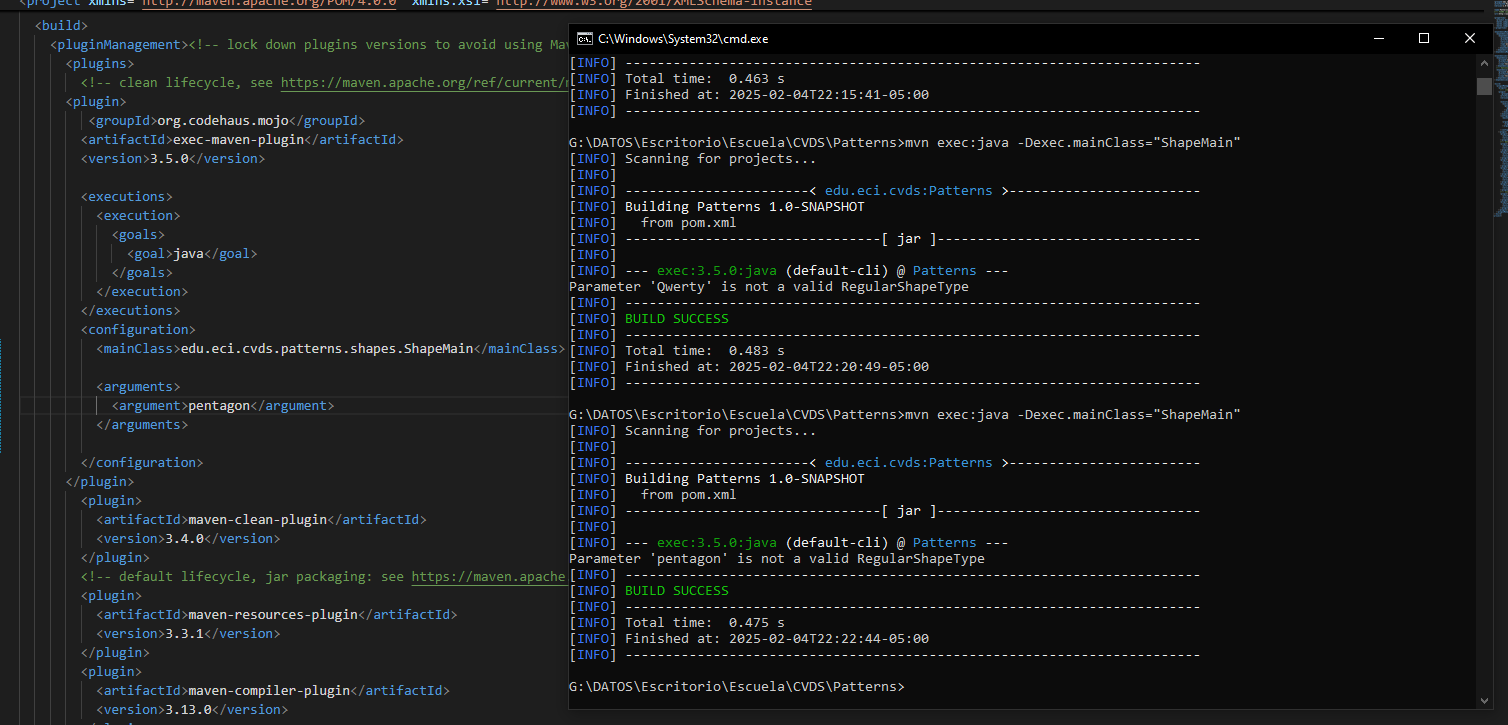 <project xmlns="http://maven.apache.org/POM/4.0.0" xmlns:xsi="http://www.w3.org/2001/XMLSchema-instance"
<build>
<pluginManagement><!-- lock down plugins versions to avoid using Mav
<plugins>
<!-- clean lifecycle, see https://maven.apache.org/ref/current/
<plugin>
<groupId>org.codehaus.mojo</groupId>
<artifactId>exec-maven-plugin</artifactId>
<version>3.5.0</version>
<executions>
<execution>
<goals>
<goal>java</goal>
</goals>
</execution>
</executions>
<configuration>
<mainClass>edu.eci.cvds.patterns.shapes.ShapeMain</mainClass>
<arguments>
<argument>pentagon</argument>
</arguments>
</configuration>
</plugin>
<plugin>
<artifactId>maven-clean-plugin</artifactId>
<version>3.4.0</version>
</plugin>
<!-- default lifecycle, jar packaging: see https://maven.apache
<plugin>
<artifactId>maven-resources-plugin</artifactId>
<version>3.3.1</version>
</plugin>
<plugin>
<artifactId>maven-compiler-plugin</artifactId>
<version>3.13.0</version>
C:\Windows\System32\cmd.exe
[INFO] ------------------------------------------------------------------------
[INFO] Total time:  0.463 s
[INFO] Finished at: 2025-02-04T22:15:41-05:00
[INFO] ------------------------------------------------------------------------
G:\DATOS\Escritorio\Escuela\CVDS\Patterns>mvn exec:java -Dexec.mainClass="ShapeMain"
[INFO] Scanning for projects...
[INFO]
[INFO] -----------------------< edu.eci.cvds:Patterns >------------------------
[INFO] Building Patterns 1.0-SNAPSHOT
[INFO]   from pom.xml
[INFO] --------------------------------[ jar ]---------------------------------
[INFO]
[INFO] --- exec:3.5.0:java (default-cli) @ Patterns ---
Parameter 'Qwerty' is not a valid RegularShapeType
[INFO] ------------------------------------------------------------------------
[INFO] BUILD SUCCESS
[INFO] ------------------------------------------------------------------------
[INFO] Total time:  0.483 s
[INFO] Finished at: 2025-02-04T22:20:49-05:00
[INFO] ------------------------------------------------------------------------
G:\DATOS\Escritorio\Escuela\CVDS\Patterns>mvn exec:java -Dexec.mainClass="ShapeMain"
[INFO] Scanning for projects...
[INFO]
[INFO] -----------------------< edu.eci.cvds:Patterns >------------------------
[INFO] Building Patterns 1.0-SNAPSHOT
[INFO]   from pom.xml
[INFO] --------------------------------[ jar ]---------------------------------
[INFO]
[INFO] --- exec:3.5.0:java (default-cli) @ Patterns ---
Parameter 'pentagon' is not a valid RegularShapeType
[INFO] ------------------------------------------------------------------------
[INFO] BUILD SUCCESS
[INFO] ------------------------------------------------------------------------
[INFO] Total time:  0.475 s
[INFO] Finished at: 2025-02-04T22:22:44-05:00
[INFO] ------------------------------------------------------------------------
G:\DATOS\Escritorio\Escuela\CVDS\Patterns>